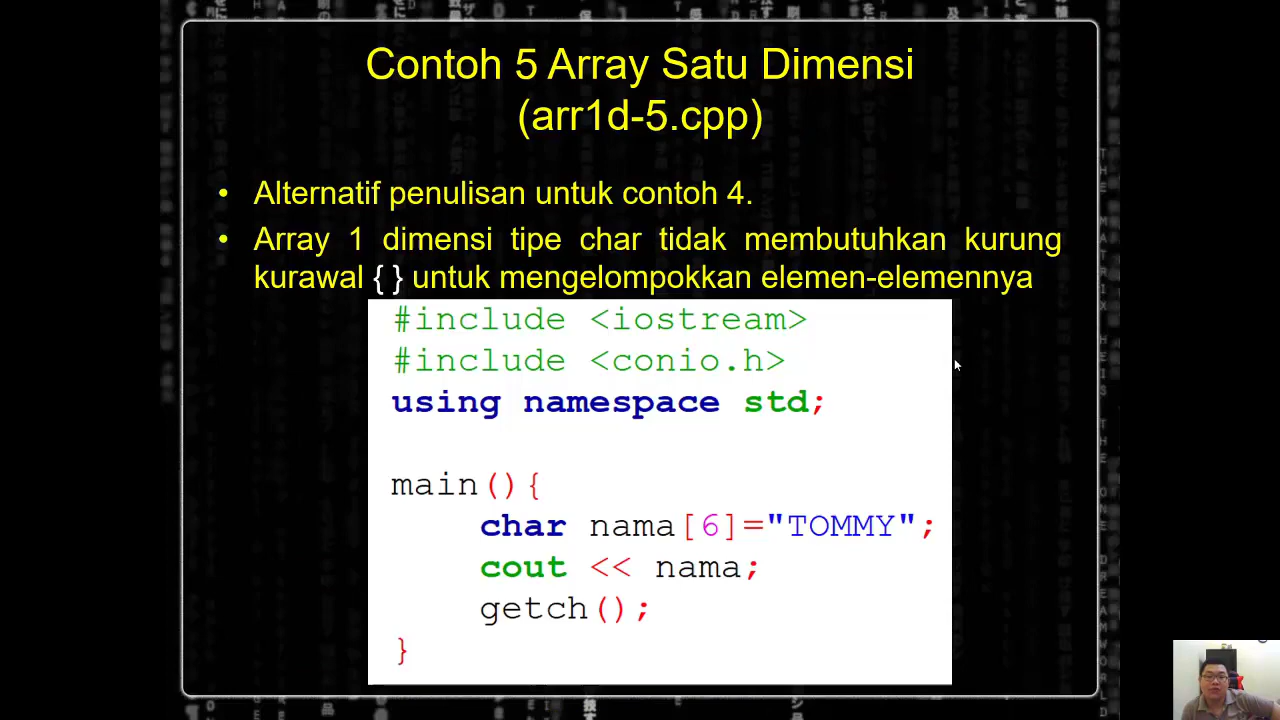 Contoh 5 Array Satu Dimensi
(arr1d-5.cpp)
• Alternatif penulisan untuk contoh 4.
• Array 1 dimensi tipe char tidak membutuhkan kurung
kurawal { } untuk mengelompokkan elemen-elemennya
#include <iostream>
#include <conio.h>
using namespace std;
main(){
char nama[6]="TOMMY";
cout << nama;
getch();
}